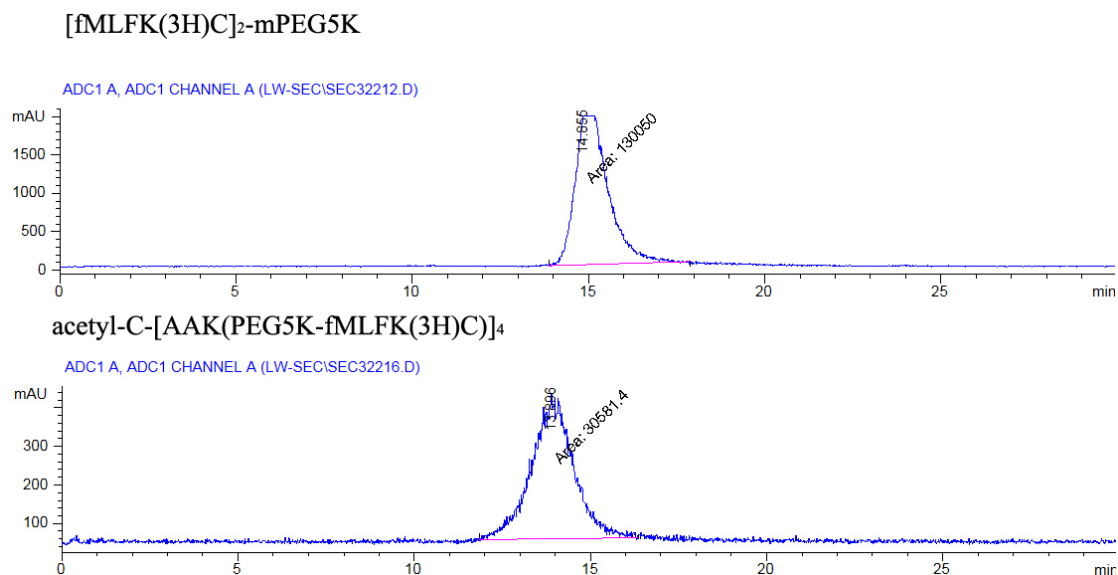 [fMLFK(3H)C]₂-mPEG5K
ADC1 A, ADC1 CHANNEL A (LW-SEC\SEC32212.D)
mAU
1500
1000
500
0
14.855
Area: 130050
0 5 10 15 20 25 min
acetyl-C-[AAK(PEG5K-fMLFK(3H)C)]₄
ADC1 A, ADC1 CHANNEL A (LW-SEC\SEC32216.D)
mAU
300
200
100
Area: 30581.4
0 5 10 15 20 25 min